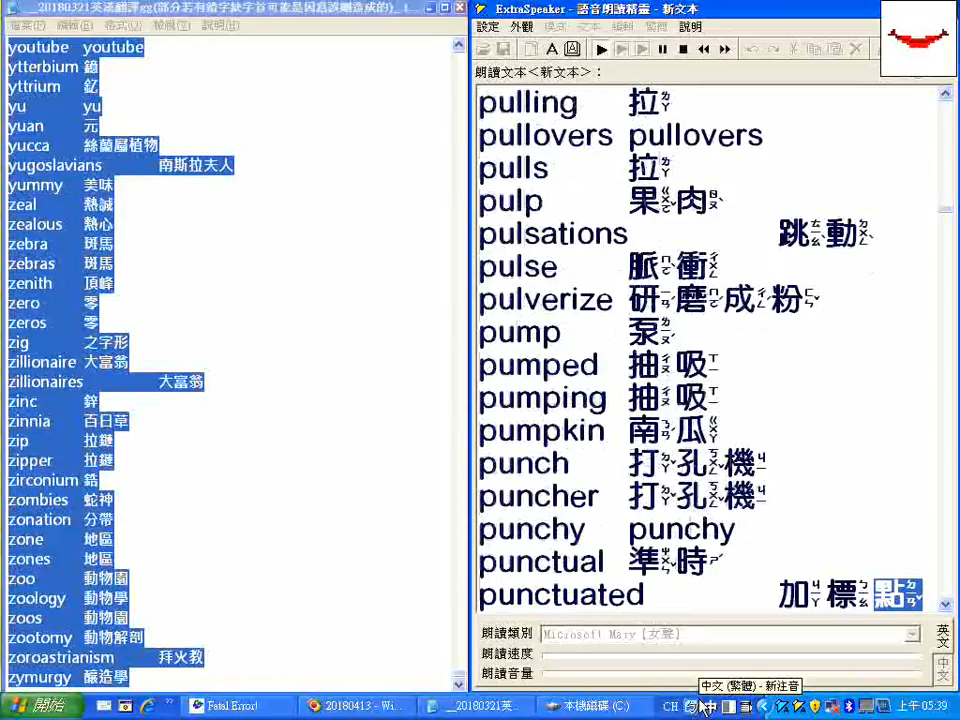 __20180321英漢翻譯gg(部分若有錯字缺字首可能是因為誤刪造成的)_
檔案(F) 編輯(E) 格式(O) 檢視(V) 說明(H)
youtube youtube
ytterbium 鐿
yttrium 釔
yu yu
yuan 元
yucca 絲蘭屬植物
yugoslavians 南斯拉夫人
yummy 美味
zeal 熱誠
zealous 熱心
zebra 斑馬
zebras 斑馬
zenith 頂峰
zero 零
zeros 零
zig 之字形
zillionaire 大富翁
zillionaires 大富翁
zinc 鋅
zinnia 百日草
zip 拉鏈
zipper 拉鏈
zirconium 鋯
zombies 蛇神
zonation 分帶
zone 地區
zones 地區
zoo 動物園
zoology 動物學
zoos 動物園
zootomy 動物解剖
zoroastrianism 拜火教
zymurgy 釀造學
ExtraSpeaker - 語音朗讀精靈 - 新文本
設定 外觀 模式 文本 編輯 繁簡 說明
朗讀文本<新文本>:
pulling 拉
pullovers pullovers
pulls 拉
pulp 果肉
pulsations 跳動
pulse 脈衝
pulverize 研磨成粉
pump 泵
pumped 抽吸
pumping 抽吸
pumpkin 南瓜
punch 打孔機
puncher 打孔機
punchy punchy
punctual 準時
punctuated 加標點
朗讀類別 Microsoft Mary [女聲]
朗讀速度
朗讀音量
英文
中文
中文 (繁體) - 新注音
開始 Fatal Error! 20180413 - Wi... __20180321英... 本機磁碟 (C:) CH 上午 05:39